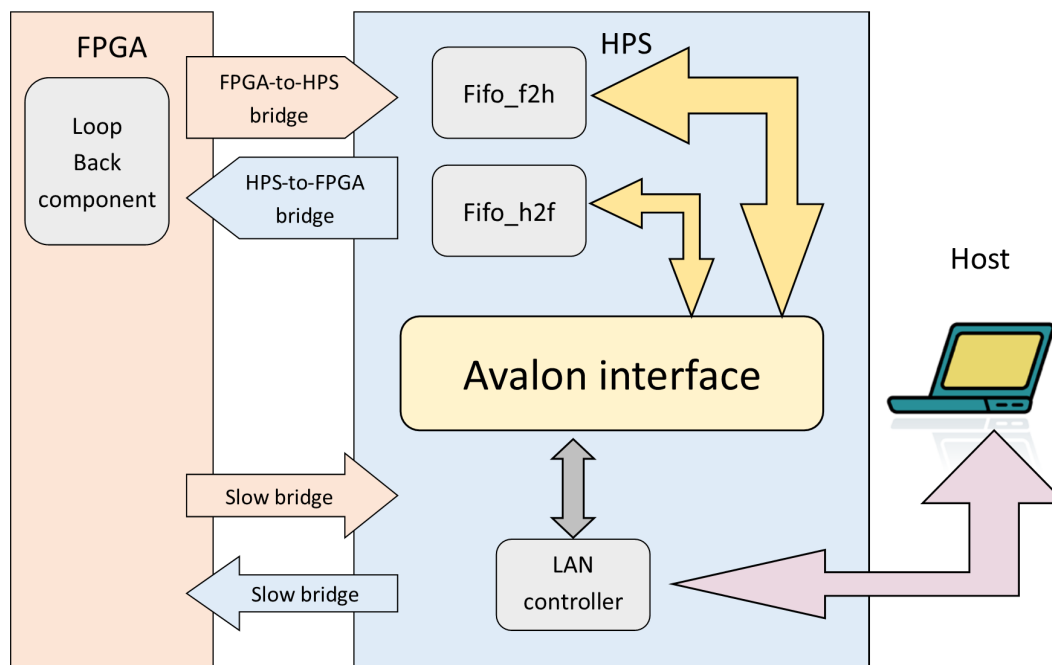 FPGA
HPS
FPGA-to-HPS
bridge
Fifo_f2h
Loop
Back
component
HPS-to-FPGA
bridge
Fifo_h2f
Host
Avalon interface
Slow bridge
LAN
controller
Slow bridge